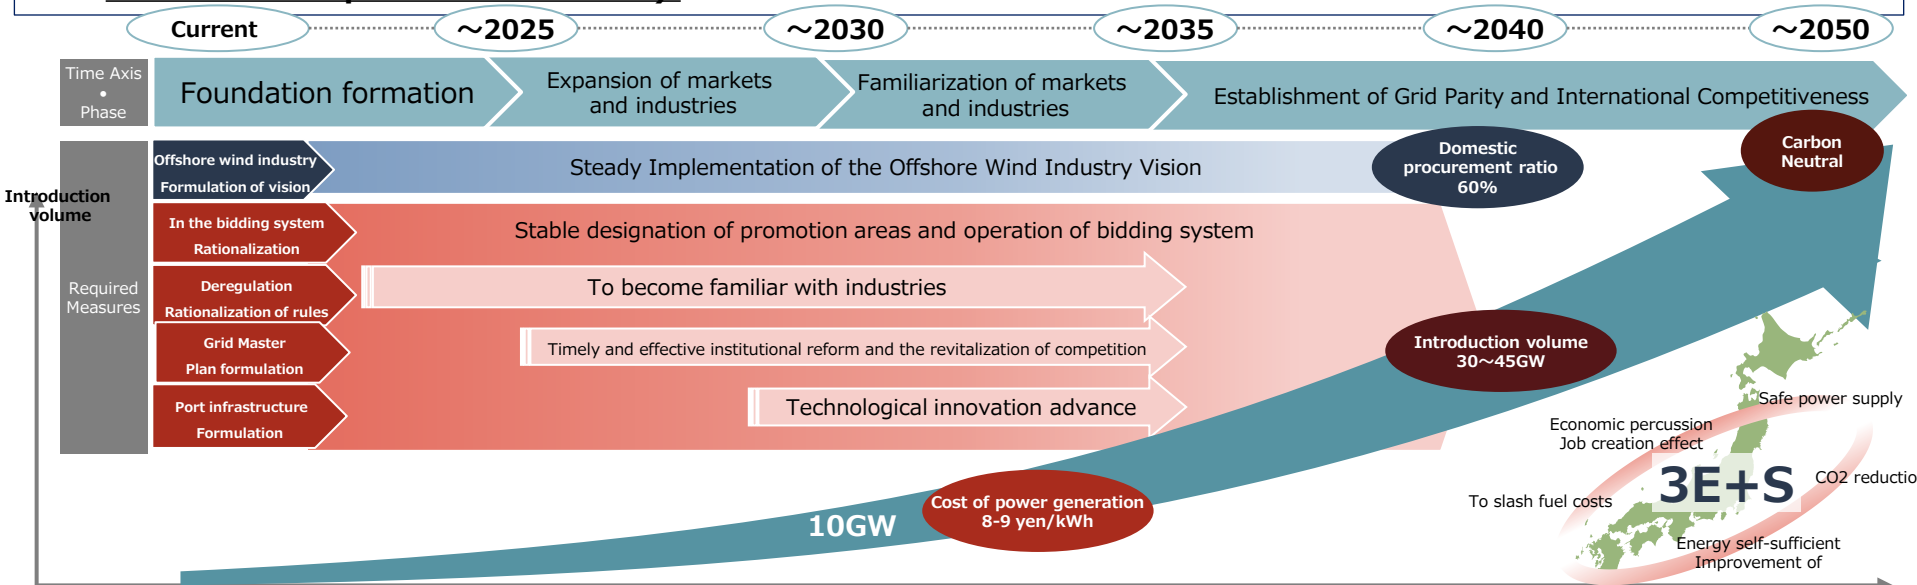 Current
～2025
～2030
～2035
～2040
～2050
Time Axis
•
Phase
Foundation formation
Expansion of markets
and industries
Familiarization of markets
and industries
Establishment of Grid Parity and International Competitiveness
Required
Measures
Introduction
volume
Offshore wind industry
Formulation of vision
Steady Implementation of the Offshore Wind Industry Vision
Domestic
procurement ratio
60%
Carbon
Neutral
In the bidding system
Rationalization
Stable designation of promotion areas and operation of bidding system
Deregulation
Rationalization of rules
To become familiar with industries
Grid Master
Plan formulation
Timely and effective institutional reform and the revitalization of competition
Port infrastructure
Formulation
Technological innovation advance
Introduction volume
30～45GW
10GW
Cost of power generation
8-9 yen/kWh
Safe power supply
Economic percussion
Job creation effect
3E+S
CO2 reductio
To slash fuel costs
Energy self-sufficient
Improvement of